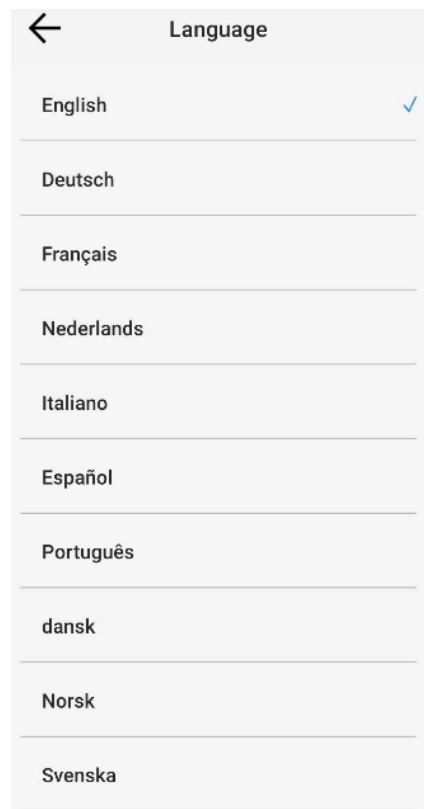 Language
English
Deutsch
Français
Nederlands
Italiano
Español
Português
dansk
Norsk
Svenska